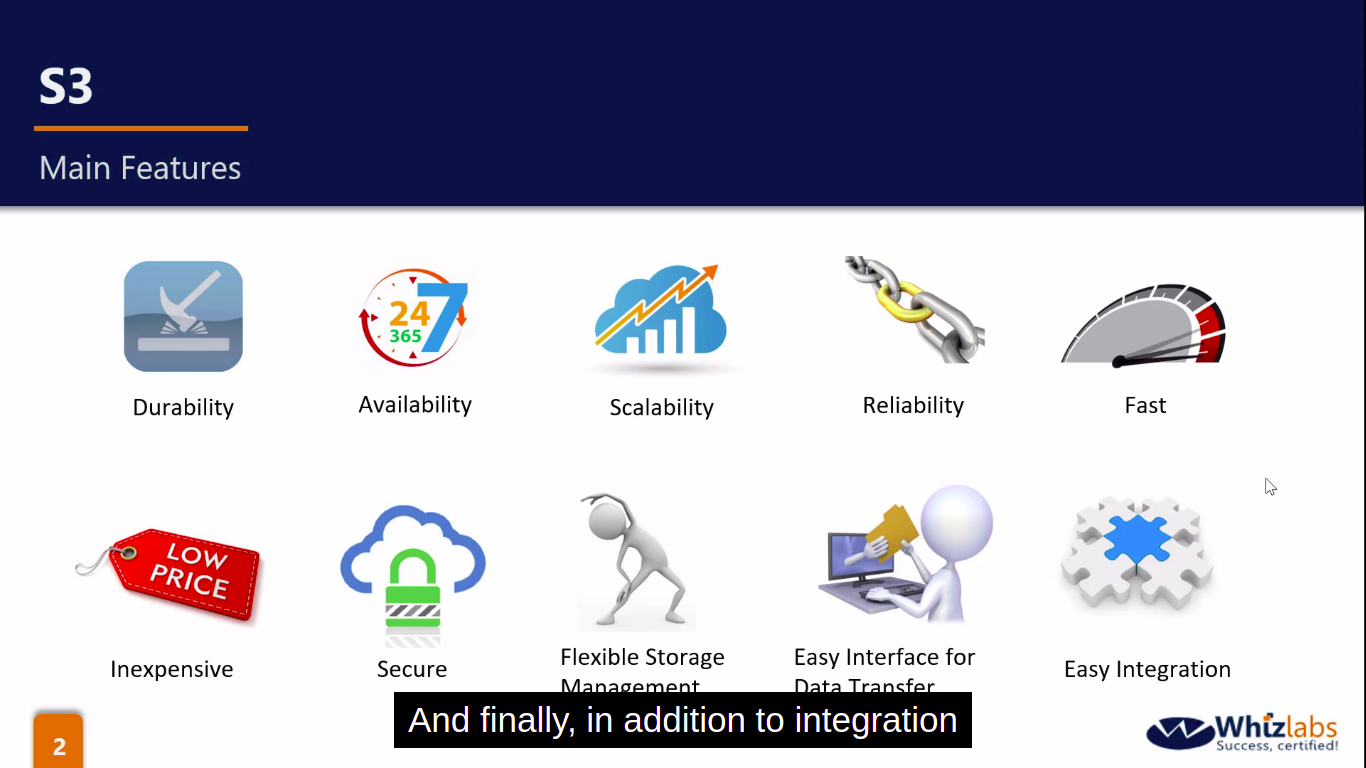 S3
Main Features
24
7
365
Durability
Availability
Scalability
Reliability
Fast
LOW
PRICE
Inexpensive
Secure
Flexible Storage
Management
Easy Interface for
Data Transfer
Easy Integration
And finally, in addition to integration
2
Whizlabs
Success, certified!